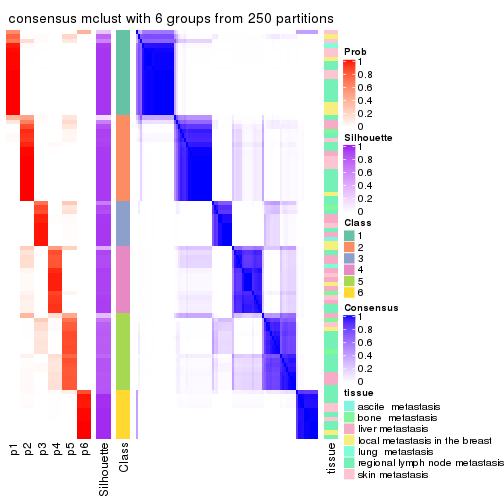 consensus mclust with 6 groups from 250 partitions
Prob
1
0.8
0.6
0.4
0.2
0
Silhouette
1
0.8
0.6
0.4
0.2
0
Class
1
2
3
4
5
6
Consensus
1
0.8
0.6
0.4
0.2
0
tissue
ascite metastasis
bone metastasis
liver metastasis
local metastasis in the breast
lung metastasis
regional lymph node metastasis
skin metastasis
p1
p2
p3
p4
p5
p6
Silhouette
Class
tissue